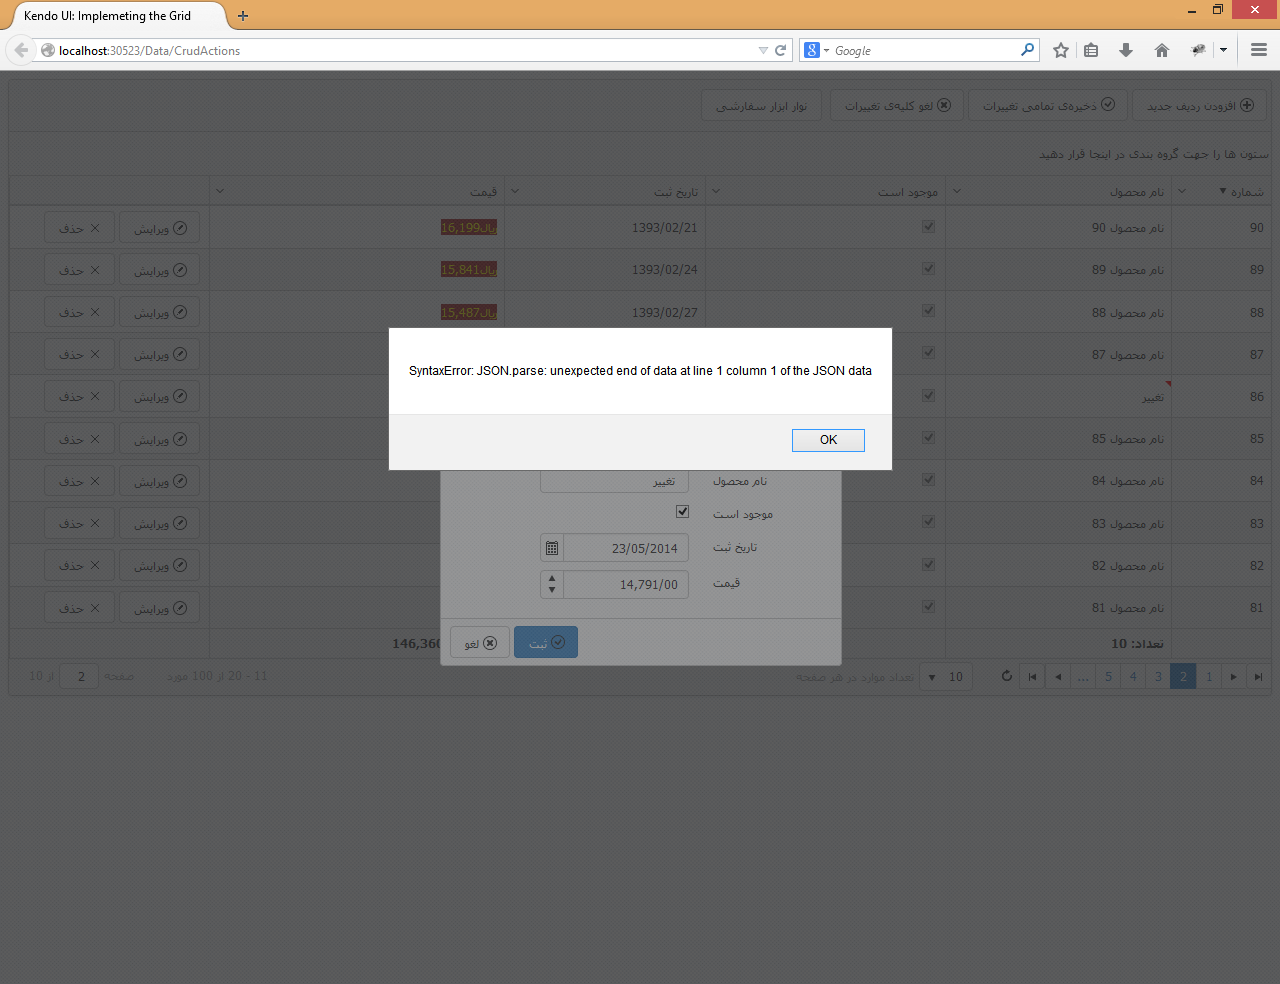 Kendo UI: Implemeting the Grid
localhost:30523/Data/CrudActions
Google
افزودن ردیف جدید
ذخیره‌ی تمامی تغییرات
لغو کلیه‌ی تغییرات
نوار ابزار سفارشی
ستون ها را جهت گروه بندی در اینجا قرار دهید
شماره نام محصول موجود است تاریخ ثبت قیمت
90 نام محصول 90 1393/02/21 ریال16,199 ویرایش حذف
89 نام محصول 89 1393/02/24 ریال15,841 ویرایش حذف
88 نام محصول 88 1393/02/27 ریال15,487 ویرایش حذف
87 نام محصول 87 ویرایش حذف
86 تغییر ویرایش حذف
85 نام محصول 85 ویرایش حذف
84 نام محصول 84 ویرایش حذف
83 نام محصول 83 ویرایش حذف
82 نام محصول 82 ویرایش حذف
81 نام محصول 81 ویرایش حذف
تعداد: 10 146,360
SyntaxError: JSON.parse: unexpected end of data at line 1 column 1 of the JSON data
OK
نام محصول تغییر
موجود است
تاریخ ثبت 23/05/2014
قیمت 14,791/00
ثبت لغو
1 2 3 4 5 ... 10 تعداد موارد در هر صفحه
11 - 20 از 100 مورد صفحه 2 از 10